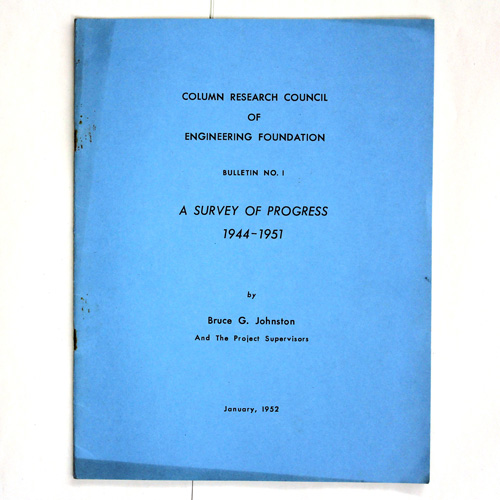 COLUMN RESEARCH COUNCIL
OF
ENGINEERING FOUNDATION
BULLETIN NO. I
A SURVEY OF PROGRESS
1944-1951
by
Bruce G. Johnston
And The Project Supervisors
January, 1952